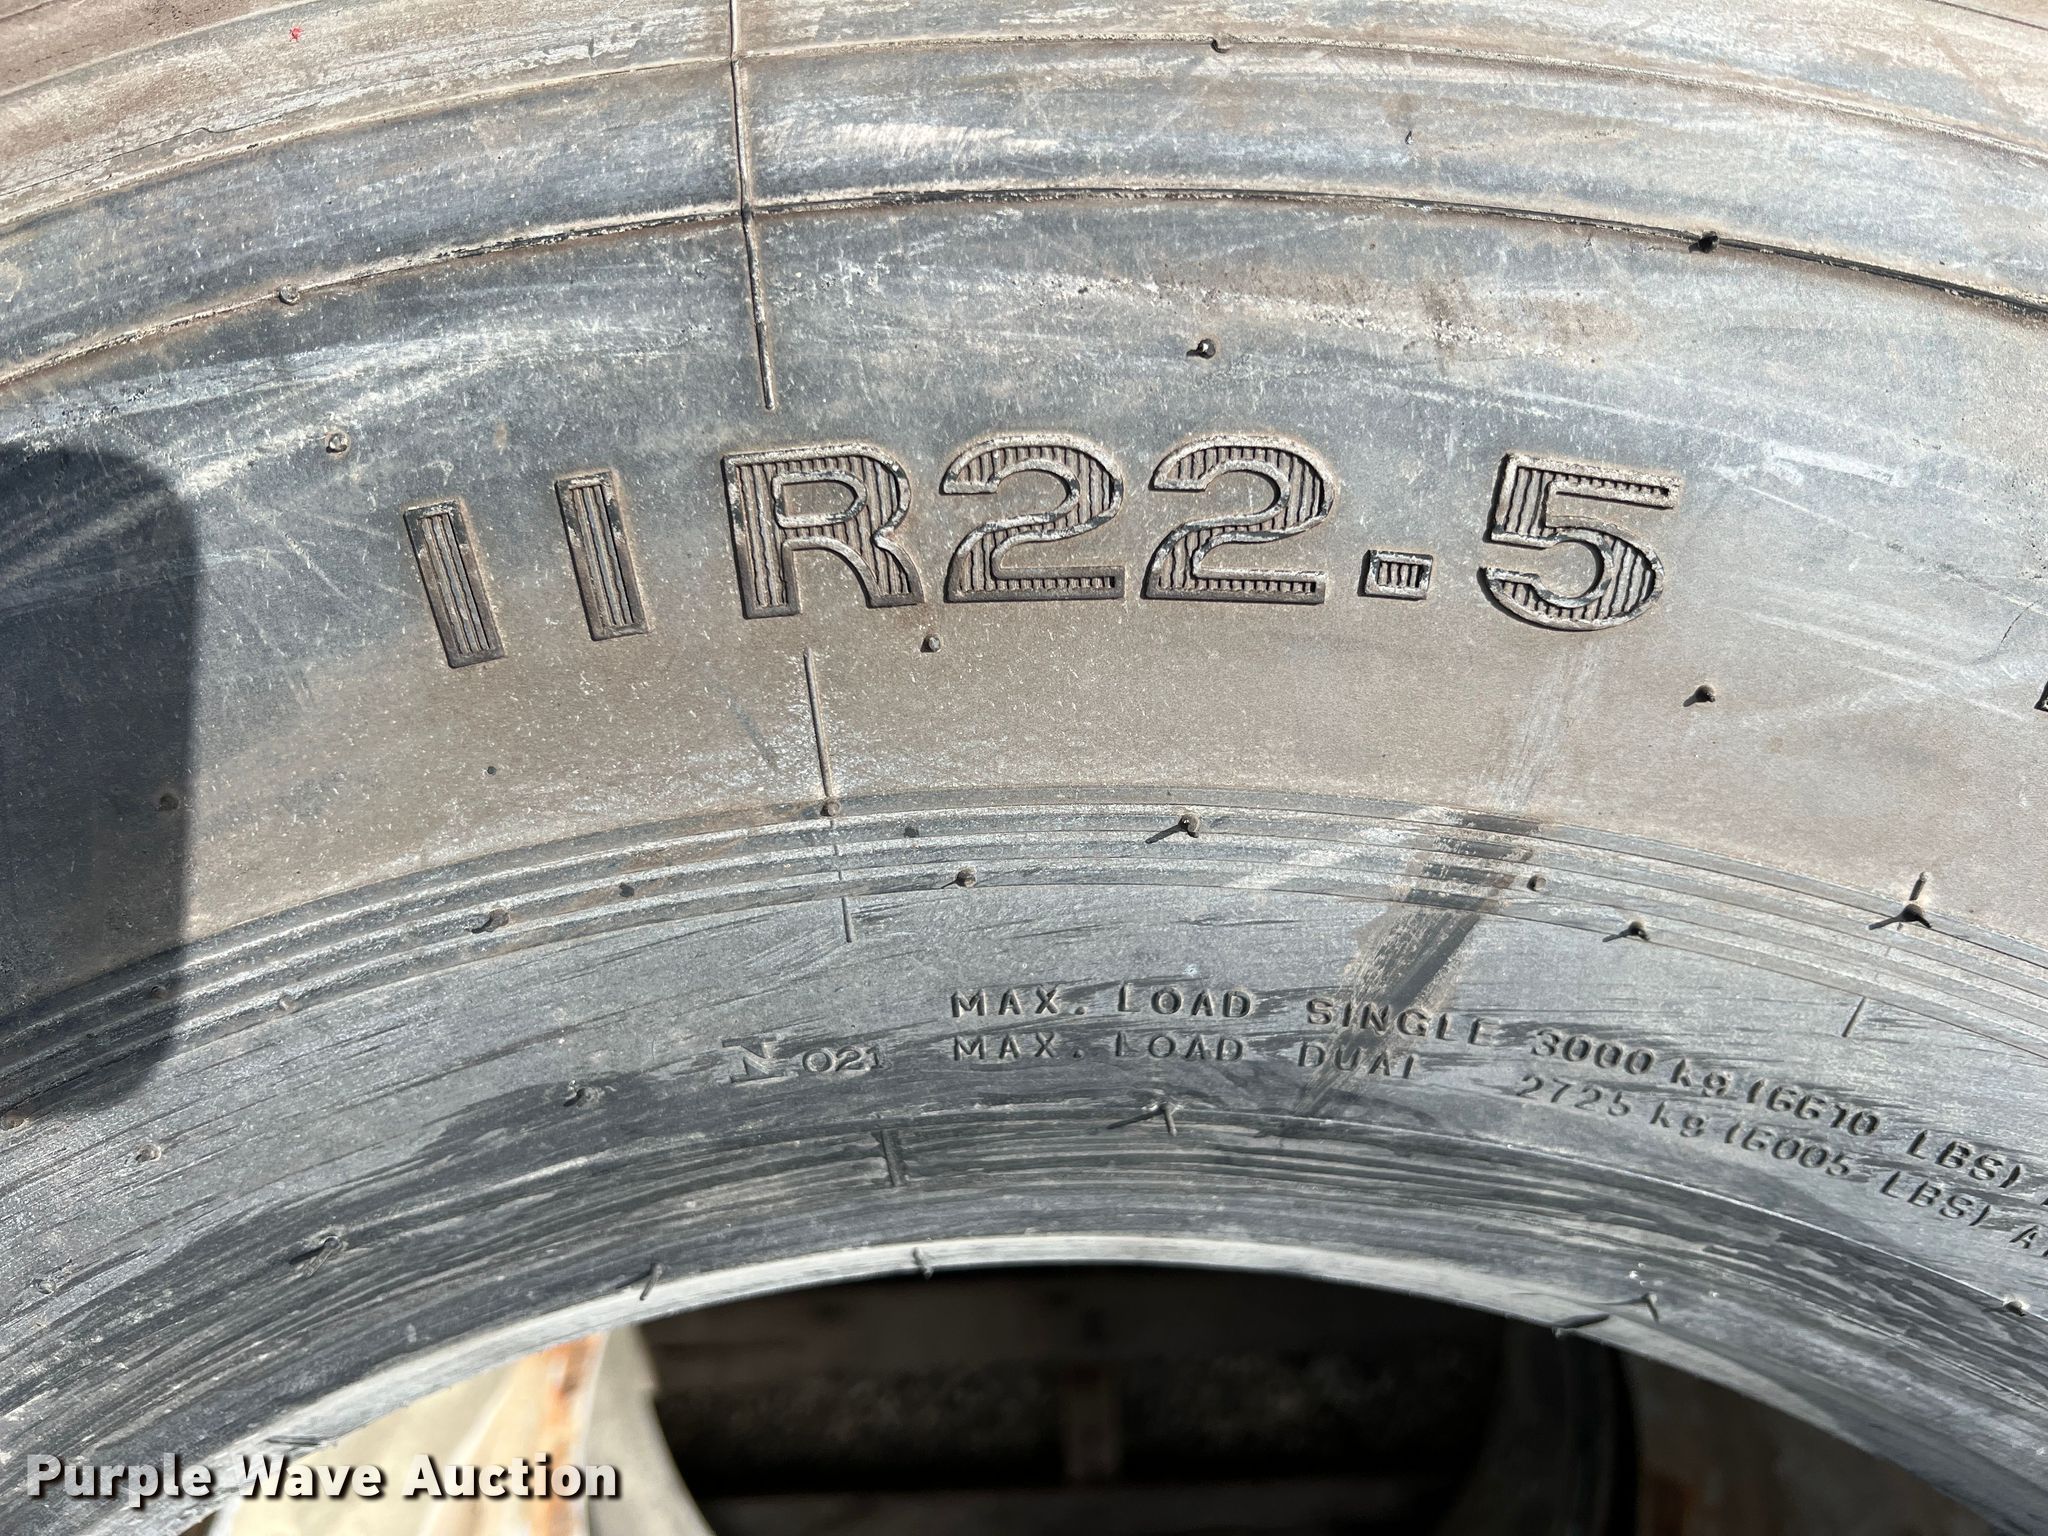 11R22.5
N 021
MAX. LOAD SINGLE 3000 kg (6610 LBS)
MAX. LOAD DUAL 2725 kg (6005 LBS) A
Purple Wave Auction